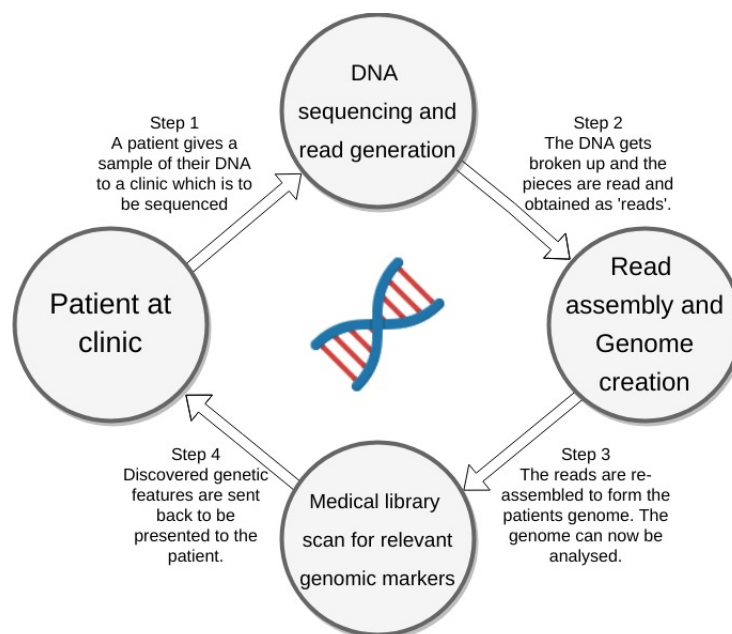 DNA
sequencing and
read generation
Step 1
A patient gives a
sample of their DNA
to a clinic which is to
be sequenced
Step 2
The DNA gets
broken up and the
pieces are read and
obtained as 'reads'.
Patient at
clinic
Read
assembly and
Genome
creation
Step 4
Discovered genetic
features are sent
back to be
presented to the
patient.
Medical library
scan for relevant
genomic markers
Step 3
The reads are re-
assembled to form the
patients genome. The
genome can now be
analysed.